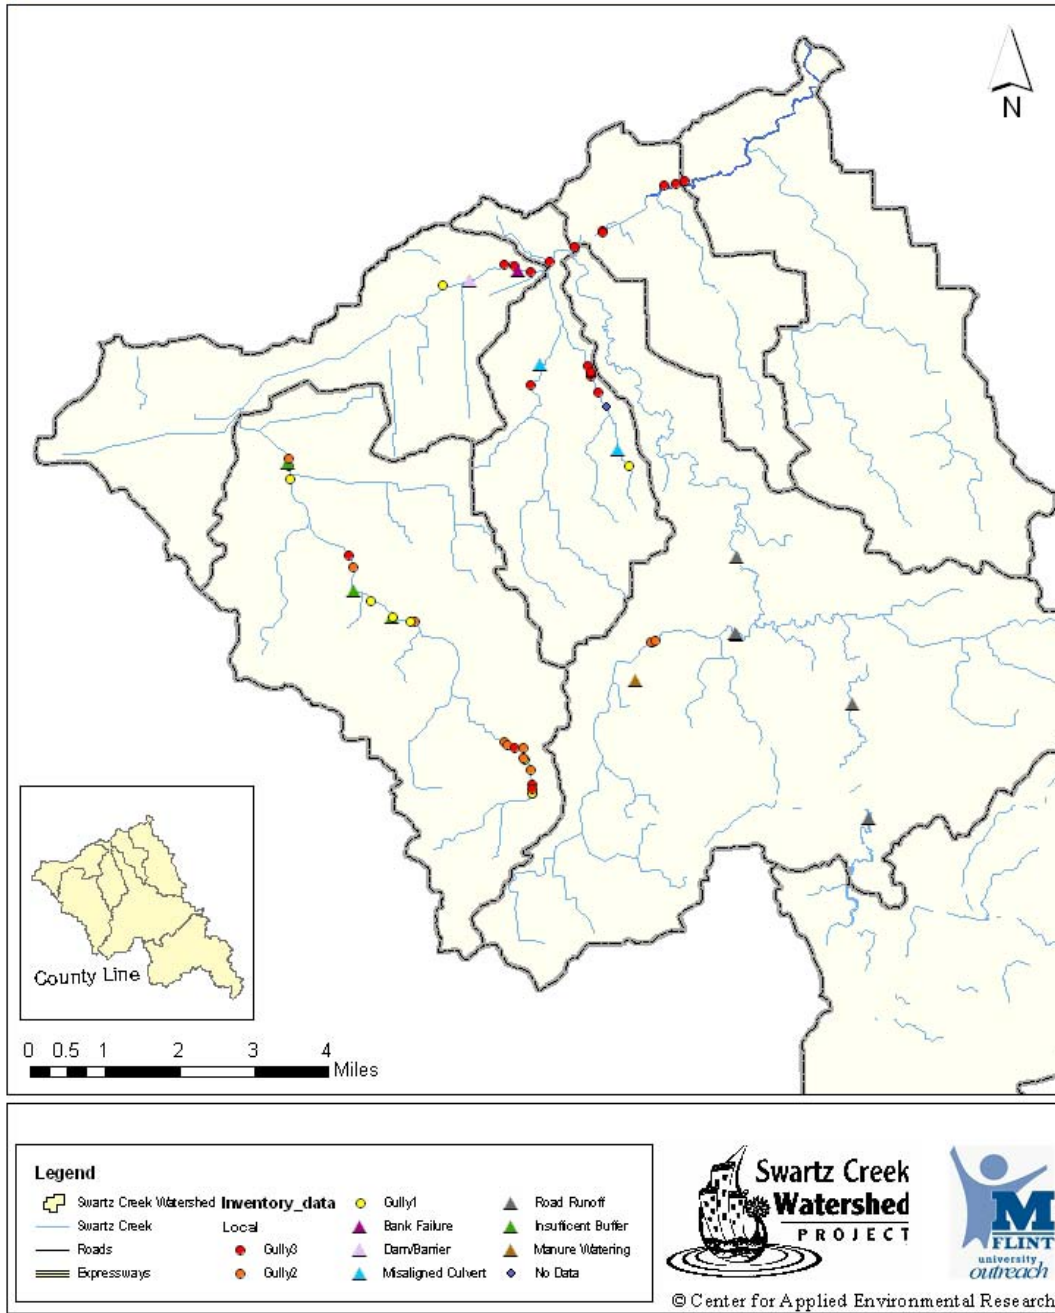 N
County Line
0 0.5 1 2 3 4
Miles
Legend
Swartz Creek Watershed
Swartz Creek
Roads
Expressways
Inventory_data
Local
Gully3
Gully2
Gully1
Bank Failure
Dam/Barrier
Misaligned Culvert
Road Runoff
Insufficent Buffer
Manure Watering
No Data
Swartz Creek
Watershed
PROJECT
M
FLINT
university
outreach
© Center for Applied Environmental Research